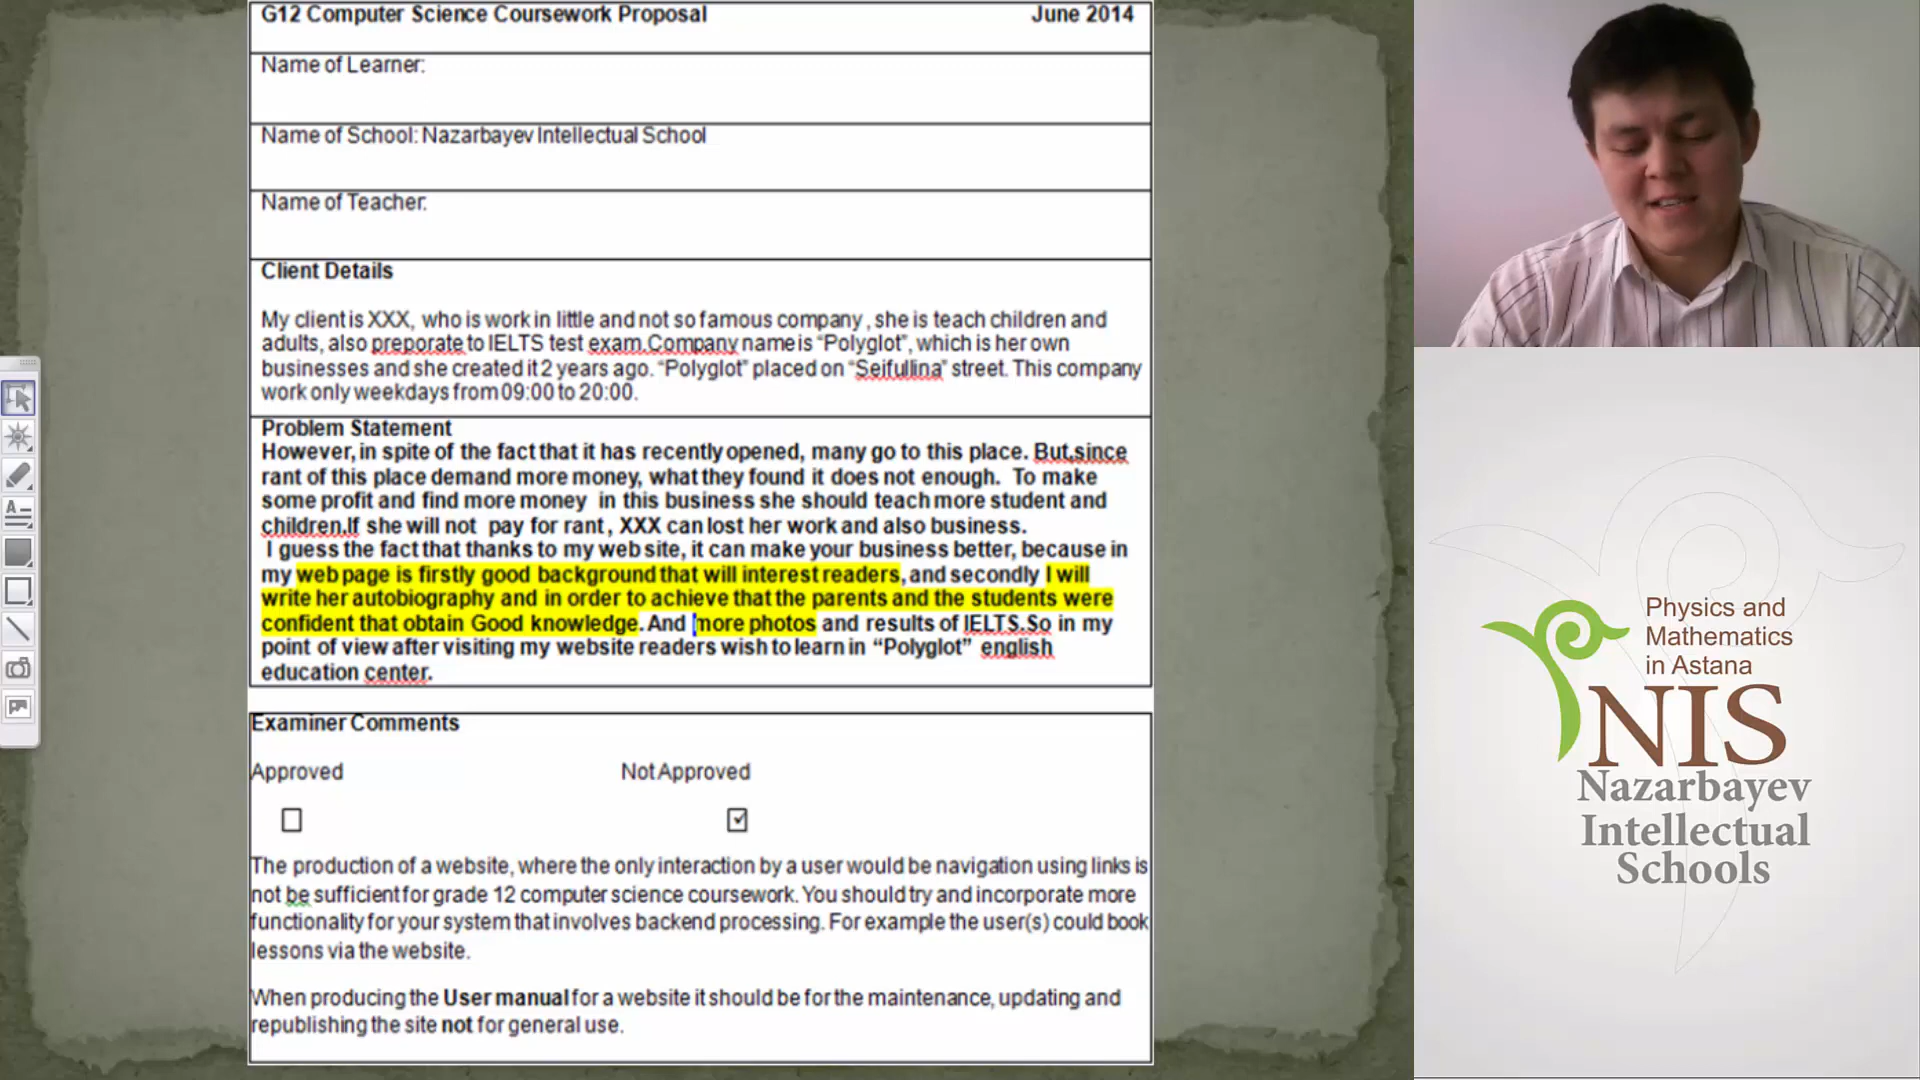 G12 Computer Science Coursework Proposal June 2014
Name of Learner:
Name of School: Nazarbayev Intellectual School
Name of Teacher:
Client Details
My client is XXX, who is work in little and not so famous company , she is teach children and
adults, also preporate to IELTS test exam.Company name is “Polyglot”, which is her own
businesses and she created it 2 years ago. “Polyglot” placed on “Seifullina” street. This company
work only weekdays from 09:00 to 20:00.
Problem Statement
However, in spite of the fact that it has recently opened, many go to this place. But,since
rant of this place demand more money, what they found it does not enough. To make
some profit and find more money in this business she should teach more student and
children.If she will not pay for rant , XXX can lost her work and also business.
I guess the fact that thanks to my web site, it can make your business better, because in
my web page is firstly good background that will interest readers, and secondly I will
write her autobiography and in order to achieve that the parents and the students were
confident that obtain Good knowledge. And more photos and results of IELTS.So in my
point of view after visiting my website readers wish to learn in “Polyglot” english
education center.
Examiner Comments
Approved Not Approved
The production of a website, where the only interaction by a user would be navigation using links is
not be sufficient for grade 12 computer science coursework. You should try and incorporate more
functionality for your system that involves backend processing. For example the user(s) could book
lessons via the website.
When producing the User manual for a website it should be for the maintenance, updating and
republishing the site not for general use.
Physics and
Mathematics
in Astana
NIS
Nazarbayev
Intellectual
Schools